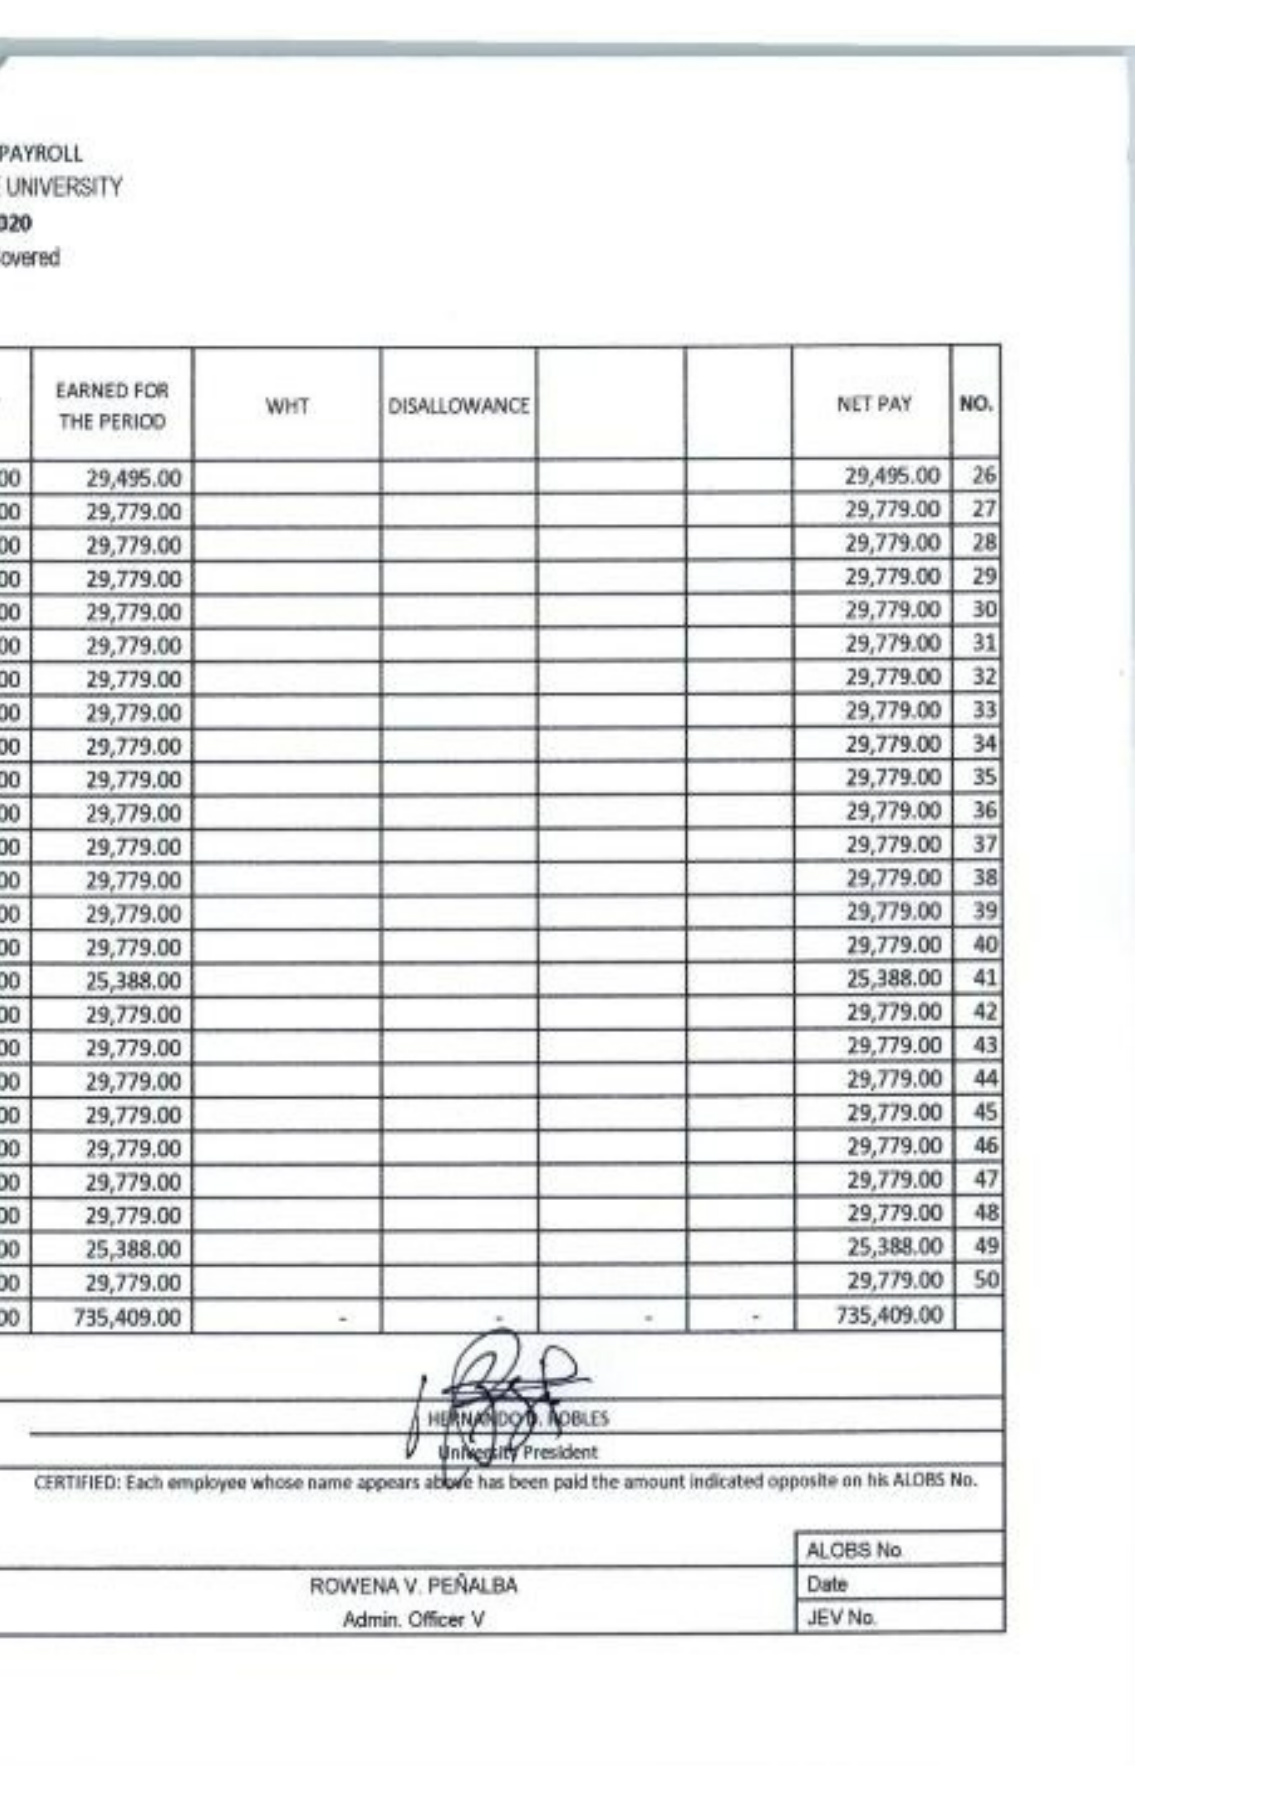 PAYROLL
UNIVERSITY
020
overed
EARNED FOR THE PERIOD WHT DISALLOWANCE NET PAY NO.
00 29,495.00 29,495.00 26
00 29,779.00 29,779.00 27
00 29,779.00 29,779.00 28
00 29,779.00 29,779.00 29
00 29,779.00 29,779.00 30
00 29,779.00 29,779.00 31
00 29,779.00 29,779.00 32
00 29,779.00 29,779.00 33
00 29,779.00 29,779.00 34
00 29,779.00 29,779.00 35
00 29,779.00 29,779.00 36
00 29,779.00 29,779.00 37
00 29,779.00 29,779.00 38
00 29,779.00 29,779.00 39
00 29,779.00 29,779.00 40
00 25,388.00 25,388.00 41
00 29,779.00 29,779.00 42
00 29,779.00 29,779.00 43
00 29,779.00 29,779.00 44
00 29,779.00 29,779.00 45
00 29,779.00 29,779.00 46
00 29,779.00 29,779.00 47
00 29,779.00 29,779.00 48
00 25,388.00 25,388.00 49
00 29,779.00 29,779.00 50
00 735,409.00 - - - - 735,409.00
HERNANDO D. ROBLES
University President
CERTIFIED: Each employee whose name appears above has been paid the amount indicated opposite on his ALOBS No.
ALOBS No
ROWENA V. PEÑALBA Date
Admin. Officer V JEV No.